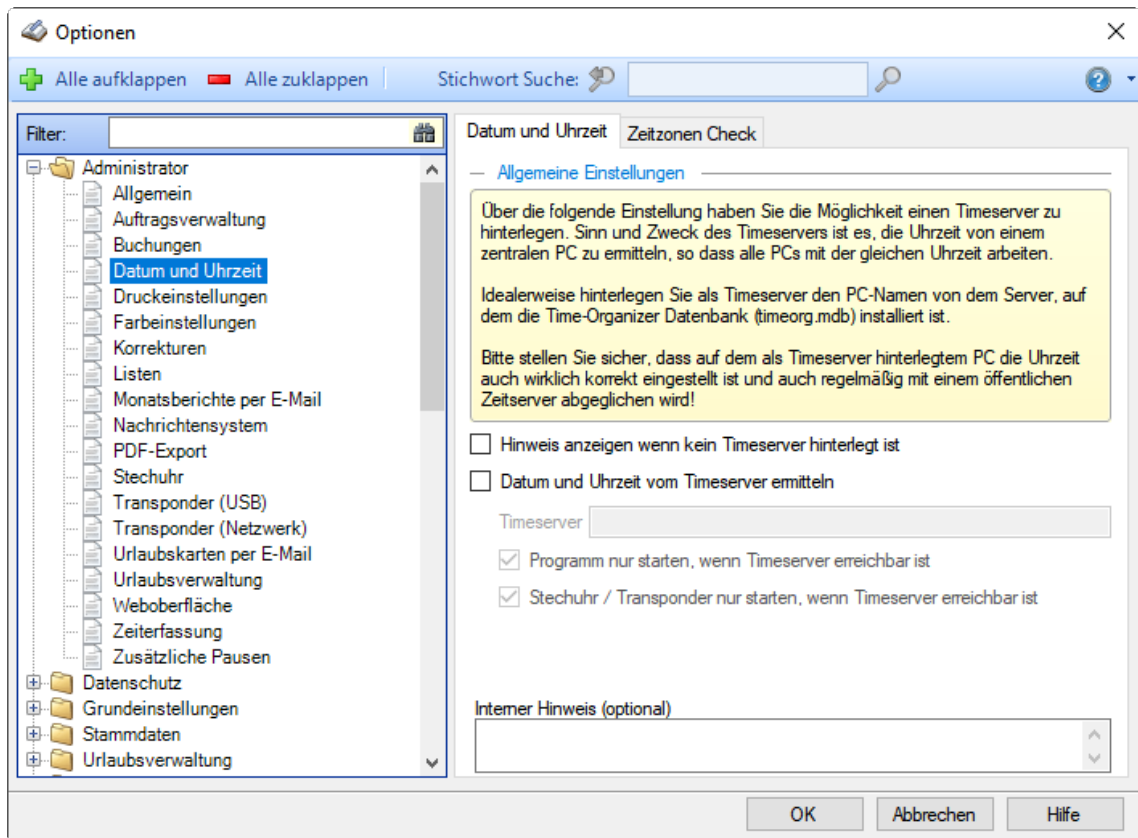 Optionen
Alle aufklappen Alle zuklappen Stichwort Suche:
Filter:
Administrator
Allgemein
Auftragsverwaltung
Buchungen
Datum und Uhrzeit
Druckeinstellungen
Farbeinstellungen
Korrekturen
Listen
Monatsberichte per E-Mail
Nachrichtensystem
PDF-Export
Stechuhr
Transponder (USB)
Transponder (Netzwerk)
Urlaubskarten per E-Mail
Urlaubsverwaltung
Weboberfläche
Zeiterfassung
Zusätzliche Pausen
Datenschutz
Grundeinstellungen
Stammdaten
Urlaubsverwaltung
Datum und Uhrzeit Zeitzonen Check
Allgemeine Einstellungen
Über die folgende Einstellung haben Sie die Möglichkeit einen Timeserver zu
hinterlegen. Sinn und Zweck des Timeservers ist es, die Uhrzeit von einem
zentralen PC zu ermitteln, so dass alle PCs mit der gleichen Uhrzeit arbeiten.
Idealerweise hinterlegen Sie als Timeserver den PC-Namen von dem Server, auf
dem die Time-Organizer Datenbank (timeorg.mdb) installiert ist.
Bitte stellen Sie sicher, dass auf dem als Timeserver hinterlegtem PC die Uhrzeit
auch wirklich korrekt eingestellt ist und auch regelmäßig mit einem öffentlichen
Zeitserver abgeglichen wird!
Hinweis anzeigen wenn kein Timeserver hinterlegt ist
Datum und Uhrzeit vom Timeserver ermitteln
Timeserver
Programm nur starten, wenn Timeserver erreichbar ist
Stechuhr / Transponder nur starten, wenn Timeserver erreichbar ist
Interner Hinweis (optional)
OK Abbrechen Hilfe